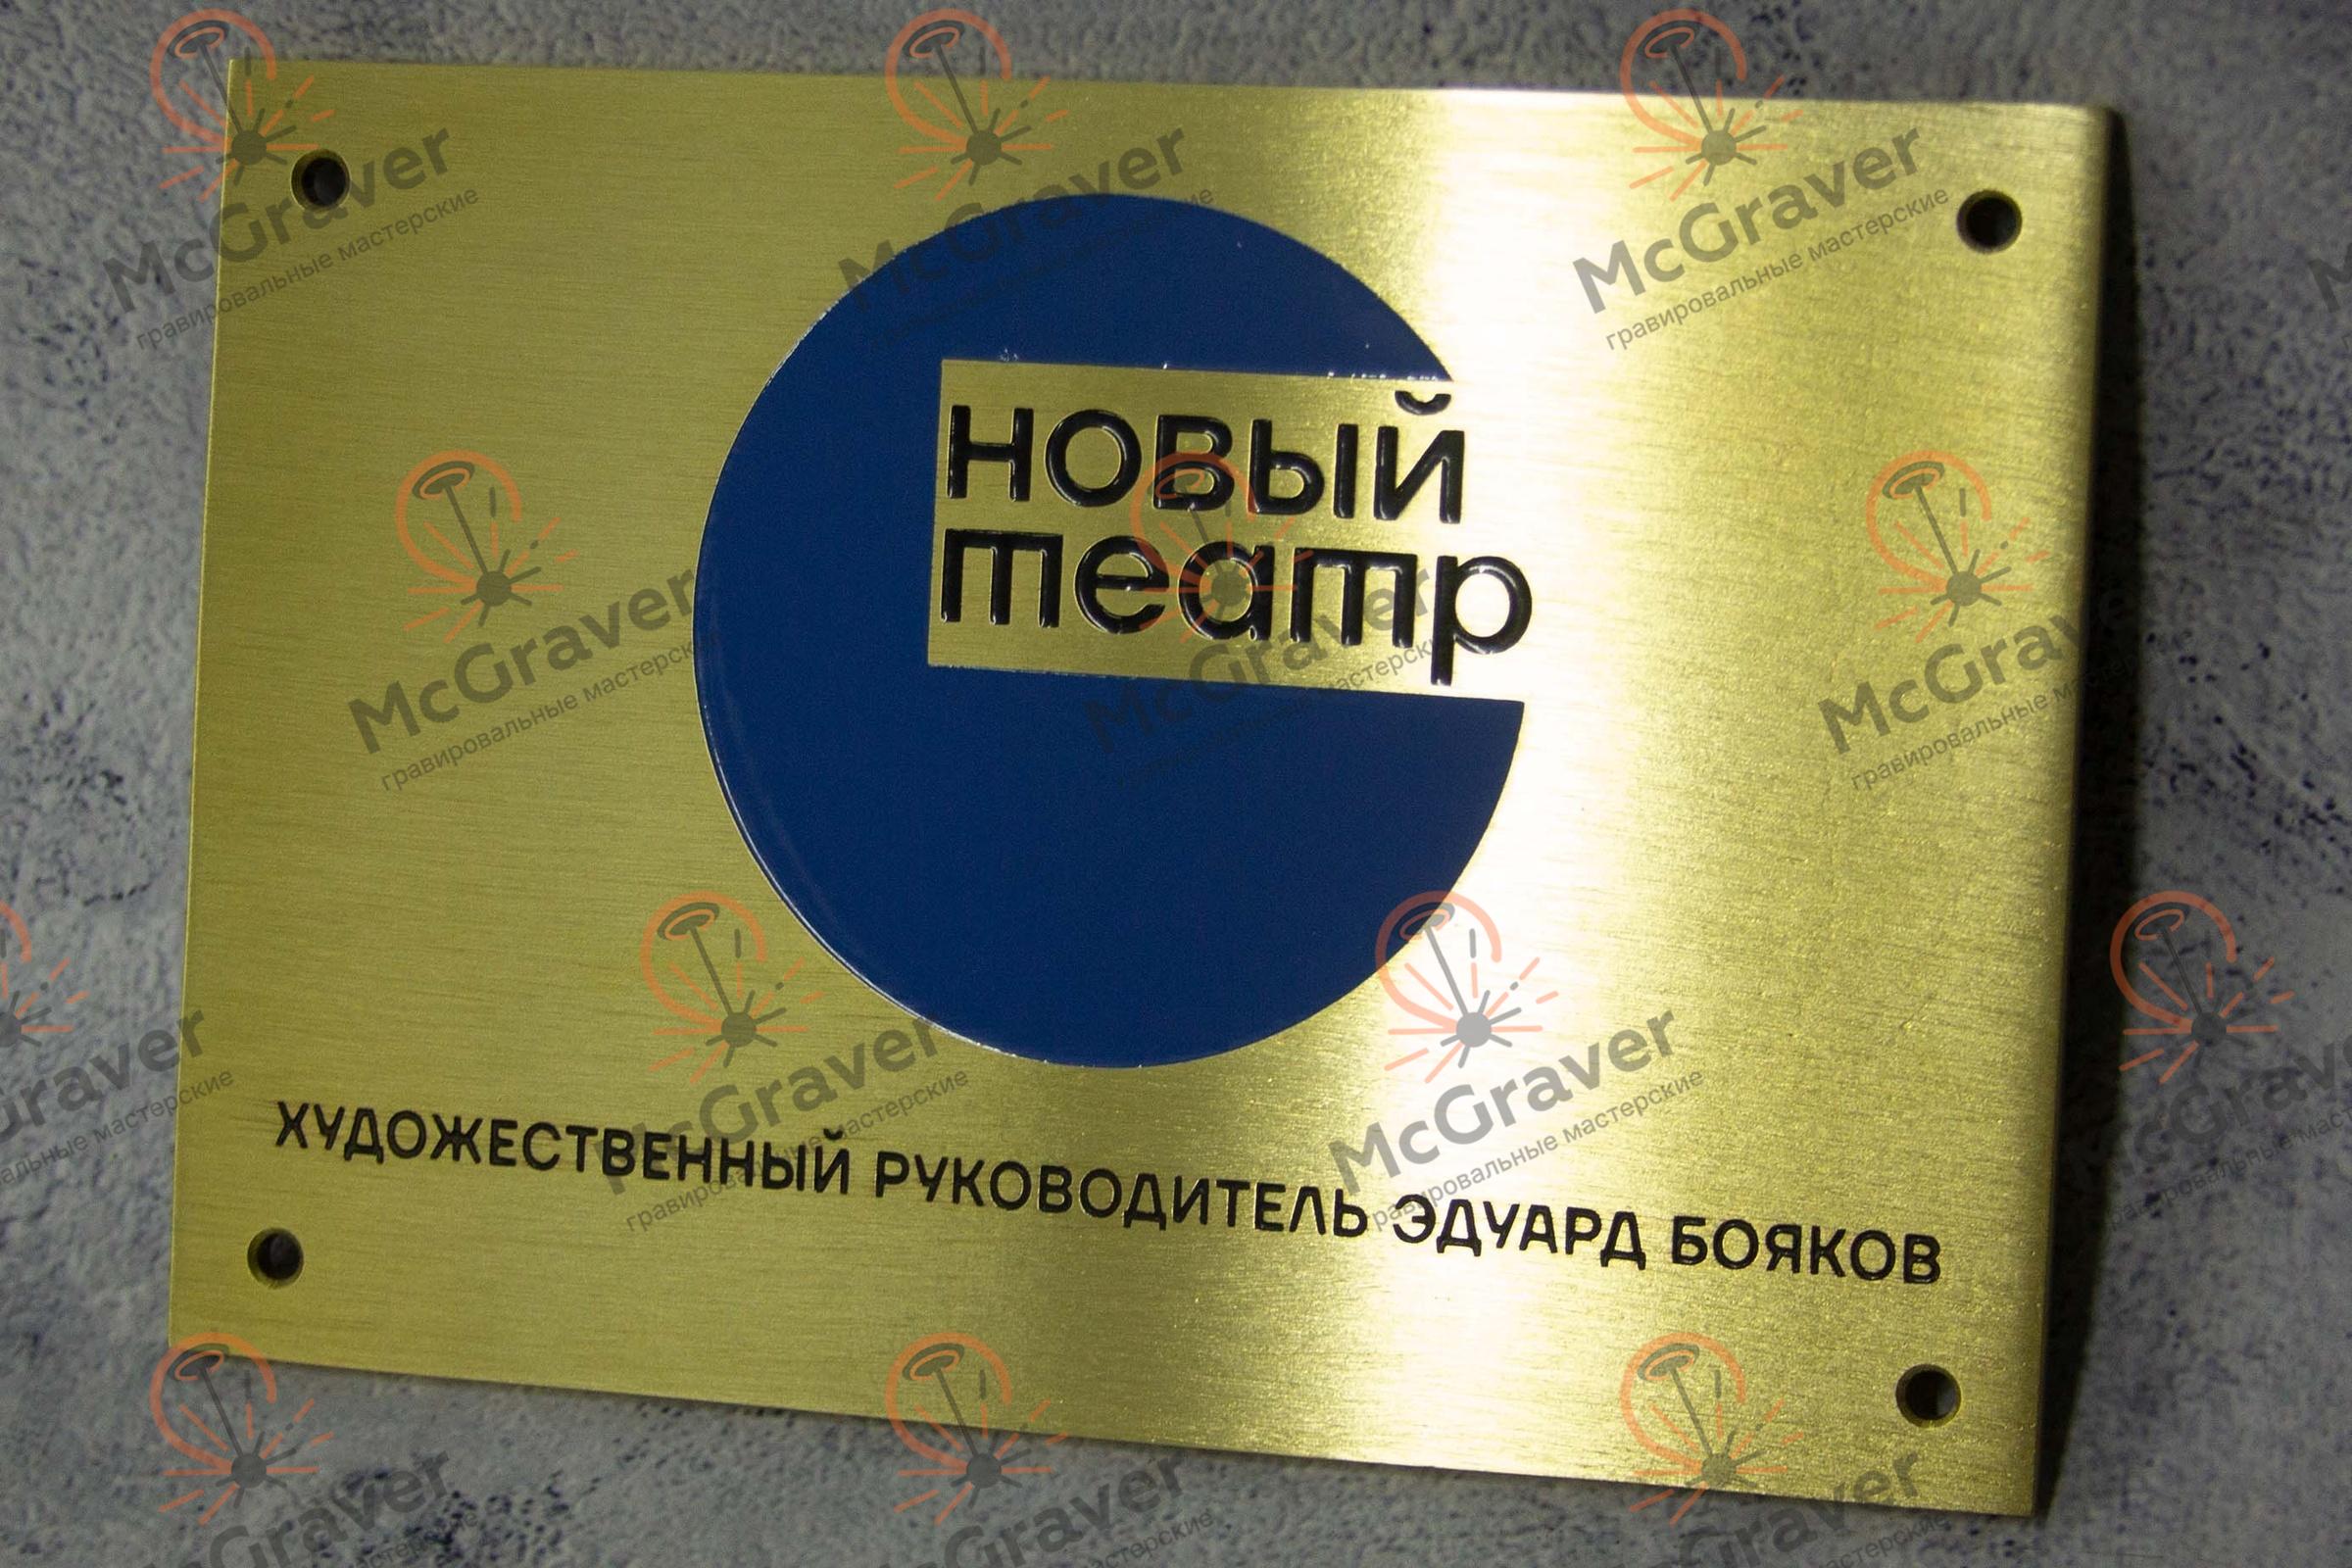 новый
театр
ХУДОЖЕСТВЕННЫЙ РУКОВОДИТЕЛЬ ЭДУАРД БОЯКОВ
McGraver
гравировальные мастерские